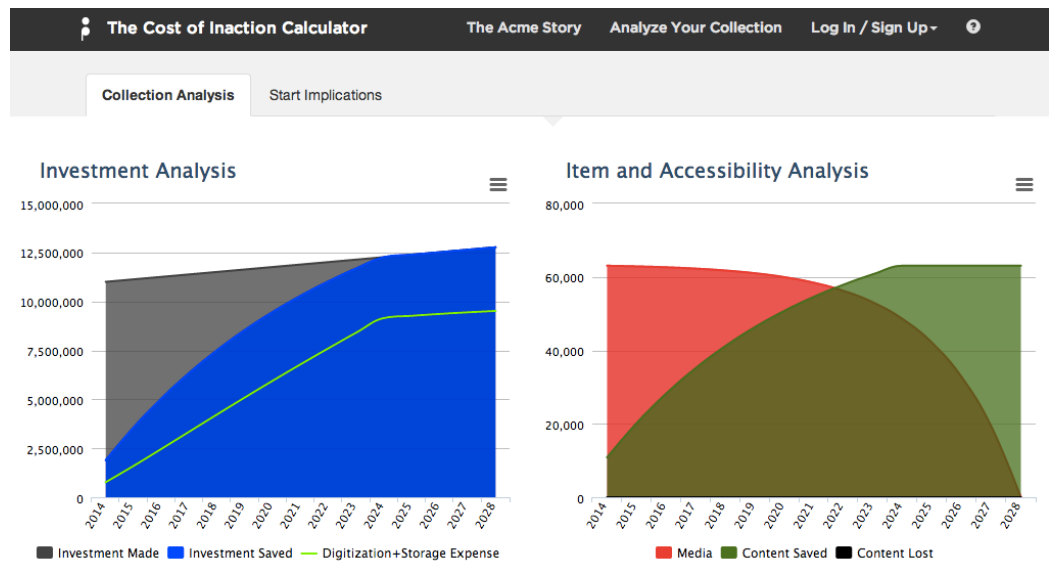 The Cost of Inaction Calculator
The Acme Story
Analyze Your Collection
Log In / Sign Up
?
Collection Analysis
Start Implications
Investment Analysis
15,000,000
12,500,000
10,000,000
7,500,000
5,000,000
2,500,000
0
2014 2015 2016 2017 2018 2019 2020 2021 2022 2023 2024 2025 2026 2027 2028
Investment Made Investment Saved Digitization+Storage Expense
Item and Accessibility Analysis
80,000
60,000
40,000
20,000
0
2014 2015 2016 2017 2018 2019 2020 2021 2022 2023 2024 2025 2026 2027 2028
Media Content Saved Content Lost